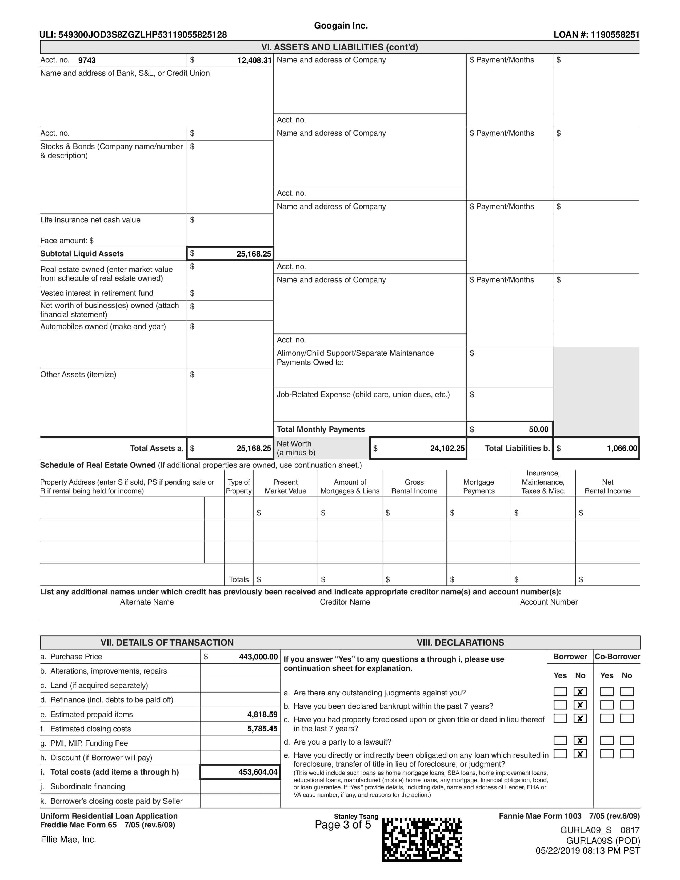 Googain Inc.
ULI: 549300JOD3S8ZGZLHP53119055825128 LOAN #: 1190558251
VI. ASSETS AND LIABILITIES (cont'd)
Acct. no. 9743 $ 12,408.31 Name and address of Company $ Payment/Months $
Name and address of Bank, S&L, or Credit Union
Acct. no.
Acct. no. $ Name and address of Company $ Payment/Months $
Stocks & Bonds (Company name/number $
& description)
Acct. no.
Name and address of Company $ Payment/Months $
Life insurance net cash value $
Face amount: $
Subtotal Liquid Assets $ 25,168.25
Real estate owned (enter market value $ Acct. no.
from schedule of real estate owned) Name and address of Company $ Payment/Months $
Vested interest in retirement fund $
Net worth of business(es) owned (attach $
financial statement)
Automobiles owned (make and year) $
Acct. no.
Alimony/Child Support/Separate Maintenance $
Payments Owed to:
Other Assets (itemize) $
Job-Related Expense (child care, union dues, etc.) $
Total Monthly Payments $ 50.00
Total Assets a. $ 25,168.25 Net Worth $ 24,102.25 Total Liabilities b. $ 1,066.00
(a minus b)
Schedule of Real Estate Owned (If additional properties are owned, use continuation sheet.)
Insurance,
Property Address (enter S if sold, PS if pending sale or Type of Present Amount of Gross Mortgage Maintenance, Net
R if rental being held for income) Property Market Value Mortgages & Liens Rental Income Payments Taxes & Misc. Rental Income
$ $ $ $ $ $
Totals $ $ $ $ $ $
List any additional names under which credit has previously been received and indicate appropriate creditor name(s) and account number(s):
Alternate Name Creditor Name Account Number
VII. DETAILS OF TRANSACTION VIII. DECLARATIONS
a. Purchase Price $ 443,000.00 If you answer "Yes" to any questions a through i, please use Borrower Co-Borrower
b. Alterations, improvements, repairs continuation sheet for explanation. Yes No Yes No
c. Land (if acquired separately)
d. Refinance (incl. debts to be paid off) a. Are there any outstanding judgments against you? X
e. Estimated prepaid items 4,818.59 b. Have you been declared bankrupt within the past 7 years? X
f. Estimated closing costs 5,785.45 c. Have you had property foreclosed upon or given title or deed in lieu thereof X
in the last 7 years?
g. PMI, MIP, Funding Fee d. Are you a party to a lawsuit? X
h. Discount (if Borrower will pay) e. Have you directly or indirectly been obligated on any loan which resulted in X
foreclosure, transfer of title in lieu of foreclosure, or judgment?
i. Total costs (add items a through h) 453,604.04 (This would include such loans as home mortgage loans, SBA loans, home improvement loans,
educational loans, manufactured (mobile) home loans, any mortgage, financial obligation, bond,
j. Subordinate financing or loan guarantee. If "Yes" provide details, including date, name and address of Lender, FHA or
VA case number, if any, and reasons for the action.)
k. Borrower's closing costs paid by Seller
Uniform Residential Loan Application Stanley Tsang Fannie Mae Form 1003 7/05 (rev.6/09)
Freddie Mac Form 65 7/05 (rev.6/09) Page 3 of 5
GURLA09_S 0817
Ellie Mae, Inc. GURLA09S (POD)
05/22/2019 08:13 PM PST